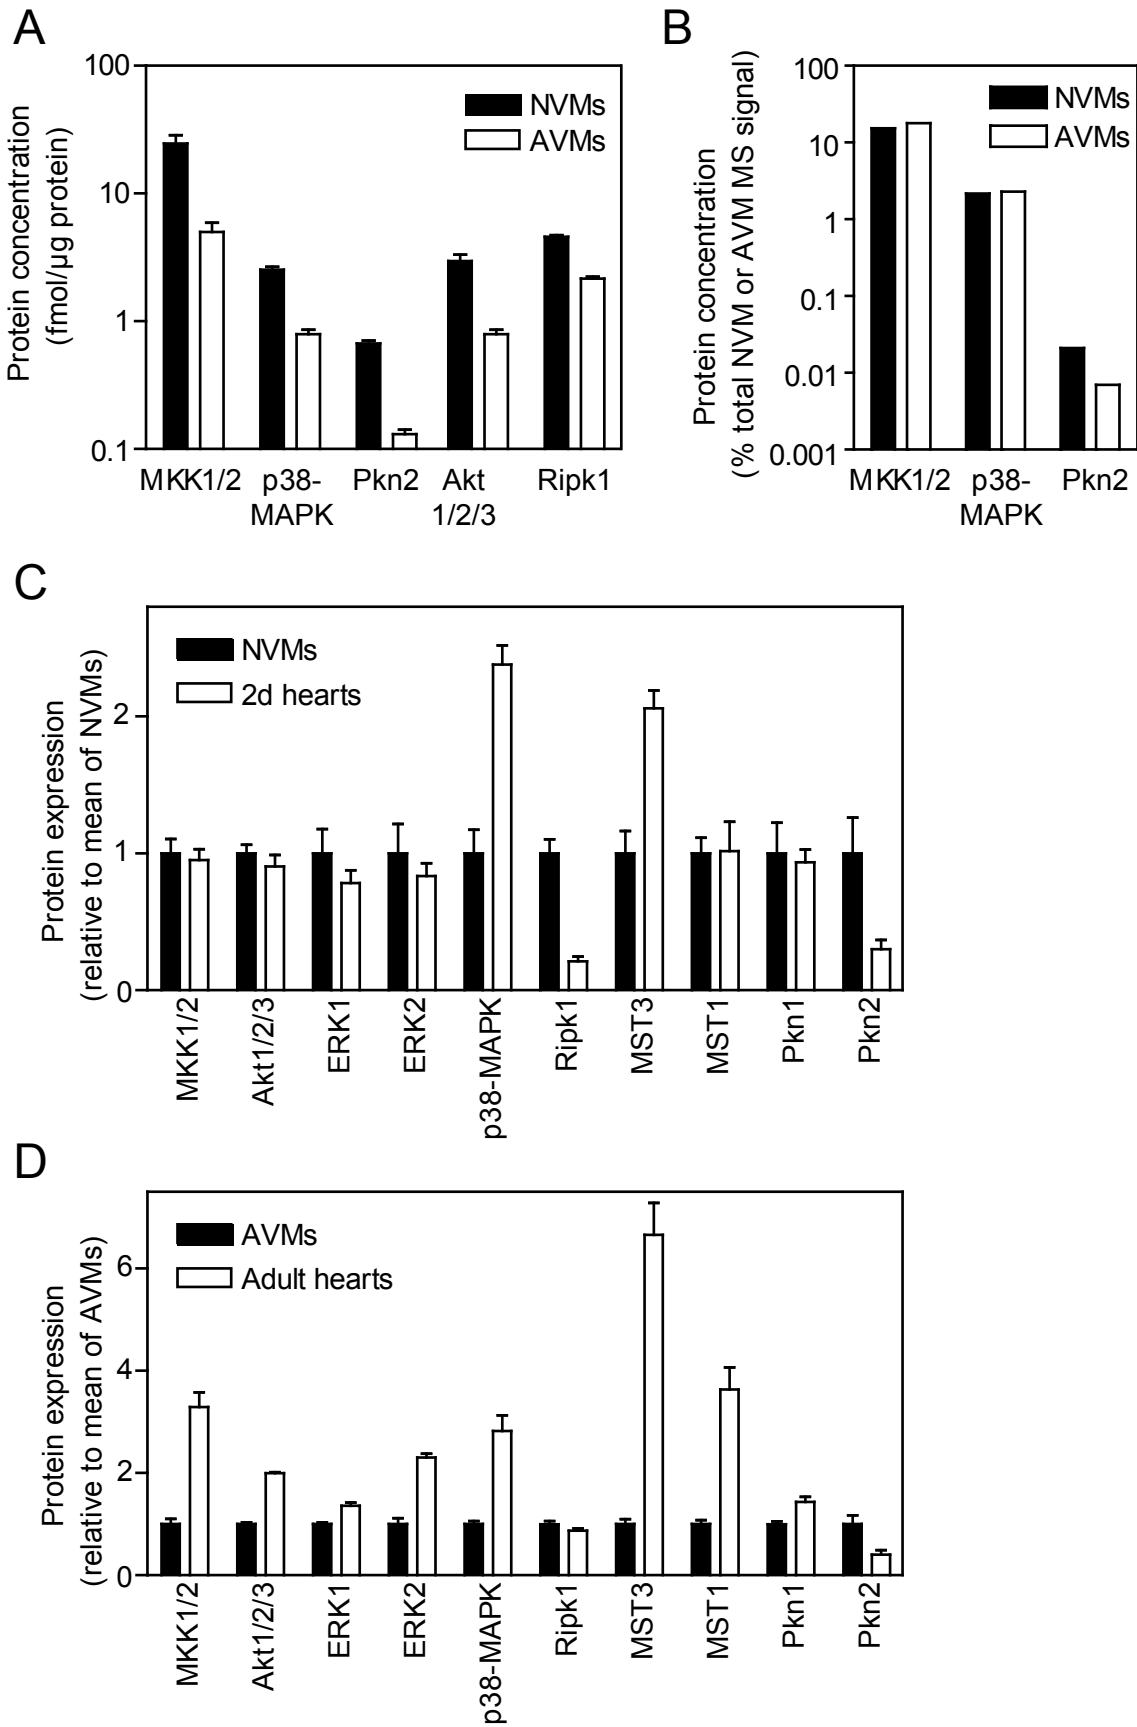 A
Protein concentration
(fmol/µg protein)
100
10
1
0.1
NVMs
AVMs
MKK1/2 p38- Pkn2 Akt Ripk1
MAPK 1/2/3
B
Protein concentration
(% total NVM or AVM MS signal)
100
10
1
0.1
0.01
0.001
NVMs
AVMs
MKK1/2 p38- Pkn2
MAPK
C
Protein expression
(relative to mean of NVMs)
2
1
0
NVMs
2d hearts
MKK1/2
Akt1/2/3
ERK1
ERK2
p38-MAPK
Ripk1
MST3
MST1
Pkn1
Pkn2
D
Protein expression
(relative to mean of AVMs)
6
4
2
0
AVMs
Adult hearts
MKK1/2
Akt1/2/3
ERK1
ERK2
p38-MAPK
Ripk1
MST3
MST1
Pkn1
Pkn2